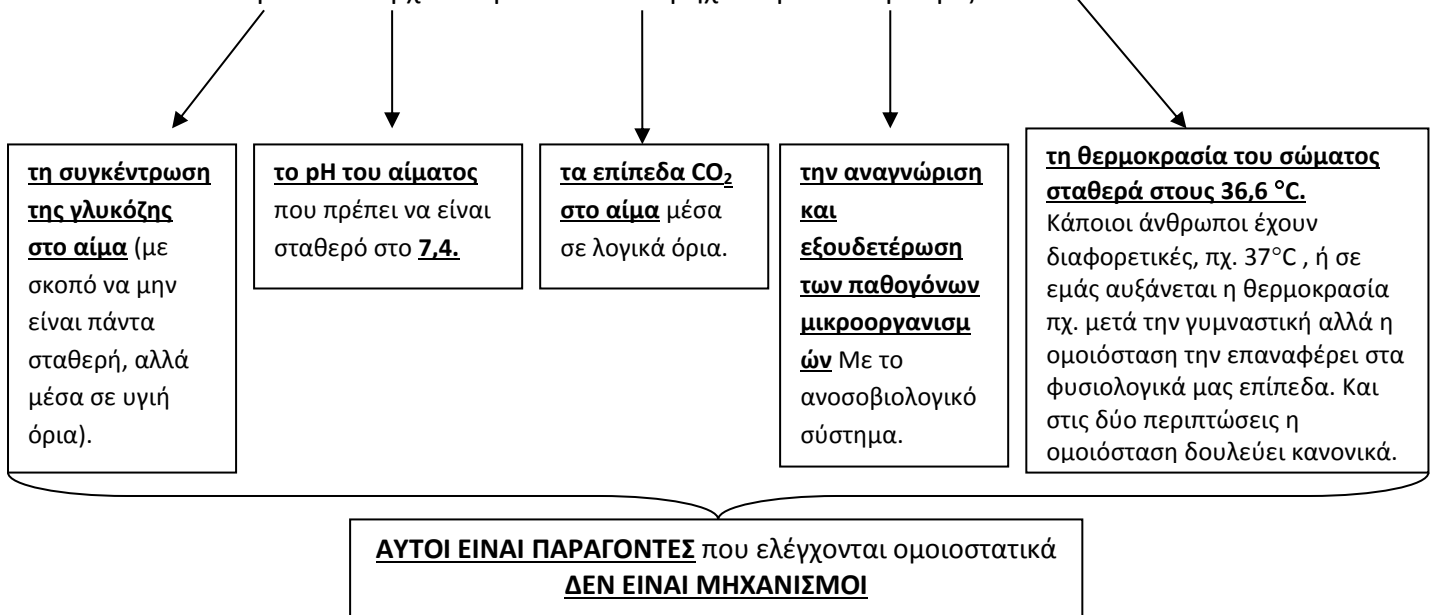 τη συγκέντρωση
της γλυκόζης
στο αίμα (με
σκοπό να μην
είναι πάντα
σταθερή, αλλά
μέσα σε υγιή
όρια).
το pH του αίματος
που πρέπει να είναι
σταθερό στο 7,4.
τα επίπεδα CO₂
στο αίμα μέσα
σε λογικά όρια.
την αναγνώριση
και
εξουδετέρωση
των παθογόνων
μικροοργανισμ
ών Με το
ανοσοβιολογικό
σύστημα.
τη θερμοκρασία του σώματος
σταθερά στους 36,6 °C.
Κάποιοι άνθρωποι έχουν
διαφορετικές, πχ. 37°C , ή σε
εμάς αυξάνεται η θερμοκρασία
πχ. μετά την γυμναστική αλλά η
ομοιόσταση την επαναφέρει στα
φυσιολογικά μας επίπεδα. Και
στις δύο περιπτώσεις η
ομοιόσταση δουλεύει κανονικά.
ΑΥΤΟΙ ΕΙΝΑΙ ΠΑΡΑΓΟΝΤΕΣ που ελέγχονται ομοιοστατικά
ΔΕΝ ΕΙΝΑΙ ΜΗΧΑΝΙΣΜΟΙ